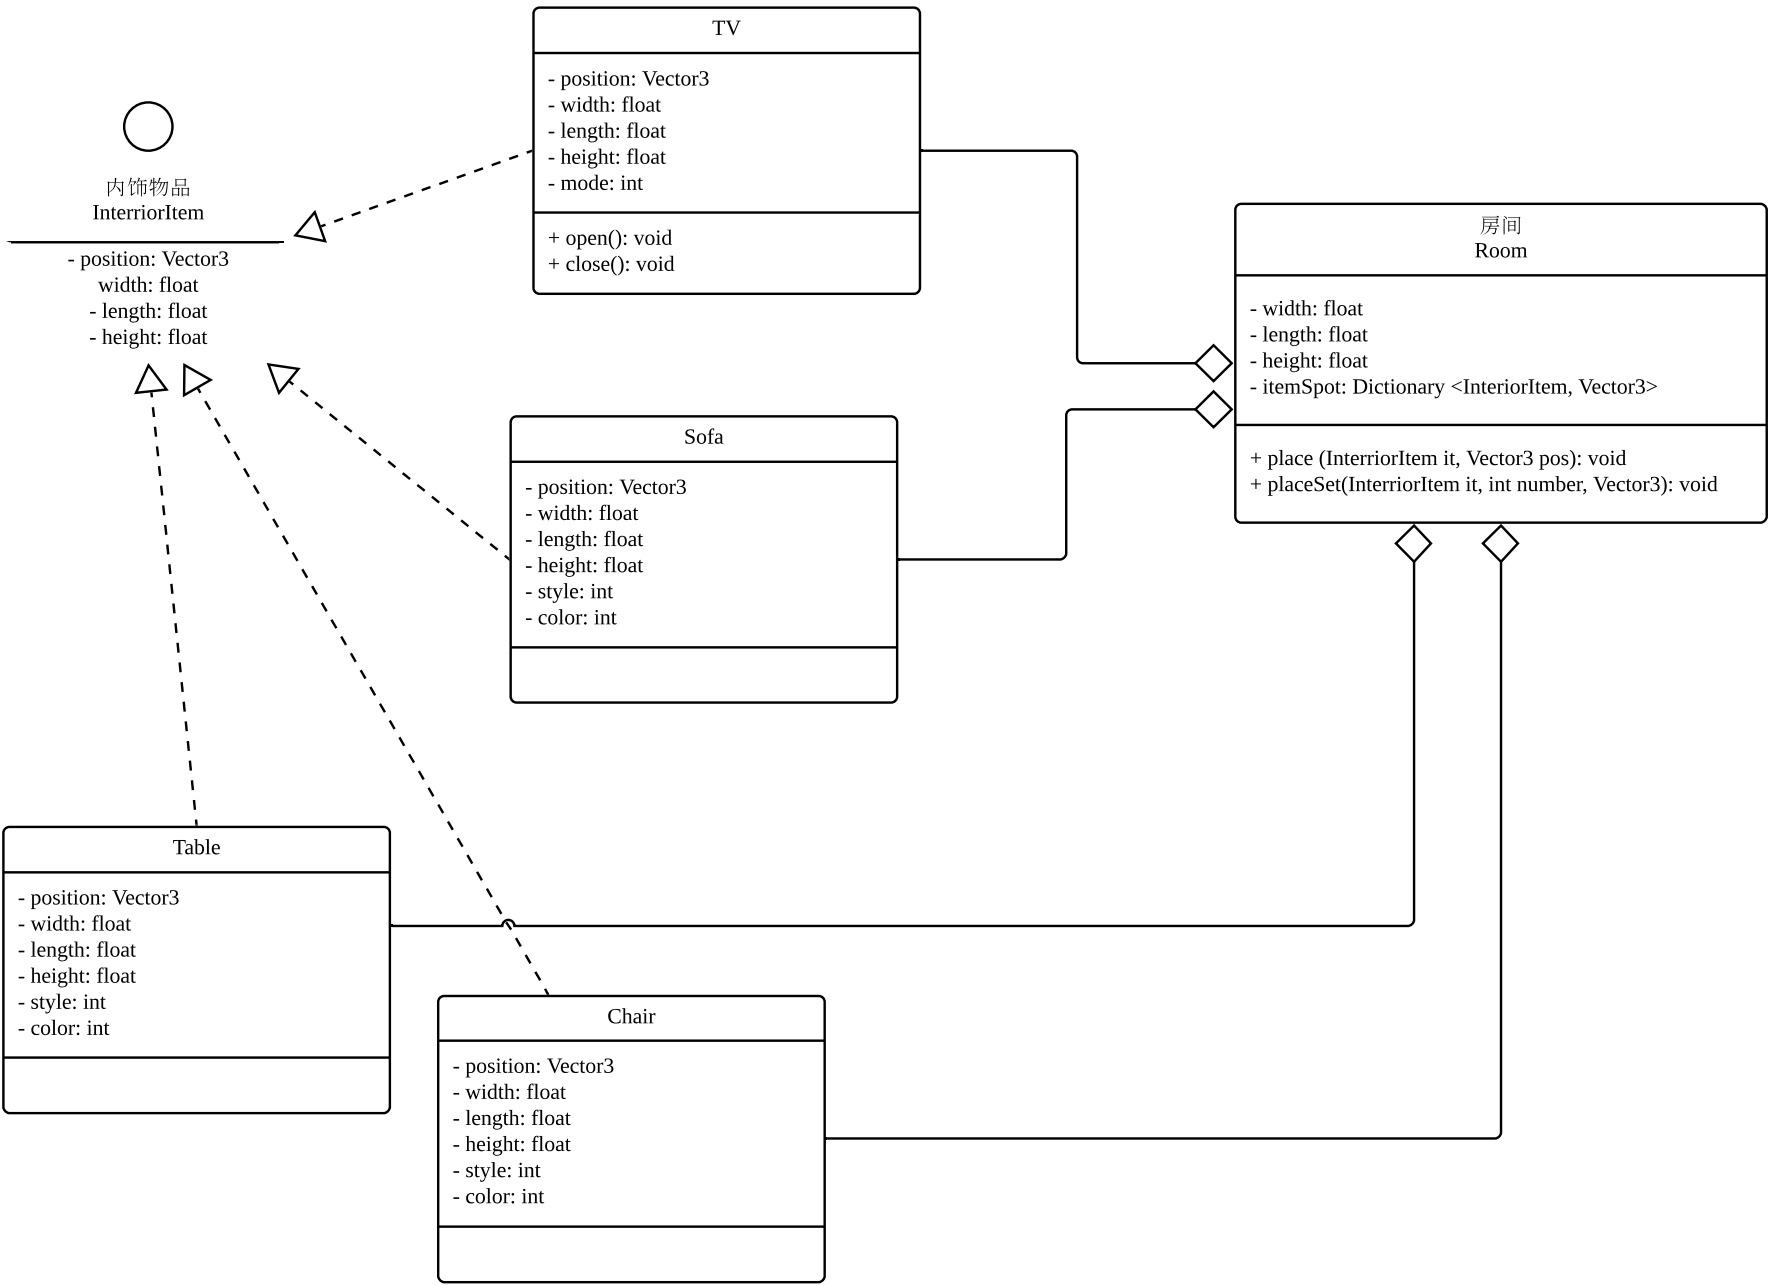 TV
- position: Vector3
- width: float
- length: float
- height: float
- mode: int
+ open(): void
+ close(): void
内饰物品
InterriorItem
- position: Vector3
width: float
- length: float
- height: float
房间
Room
- width: float
- length: float
- height: float
- itemSpot: Dictionary <InteriorItem, Vector3>
+ place (InterriorItem it, Vector3 pos): void
+ placeSet(InterriorItem it, int number, Vector3): void
Sofa
- position: Vector3
- width: float
- length: float
- height: float
- style: int
- color: int
Table
- position: Vector3
- width: float
- length: float
- height: float
- style: int
- color: int
Chair
- position: Vector3
- width: float
- length: float
- height: float
- style: int
- color: int